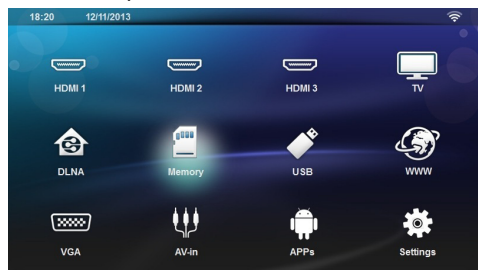 18:20 12/11/2013
HDMI 1 HDMI 2 HDMI 3 TV
DLNA Memory USB WWW
VGA AV-in APPs Settings